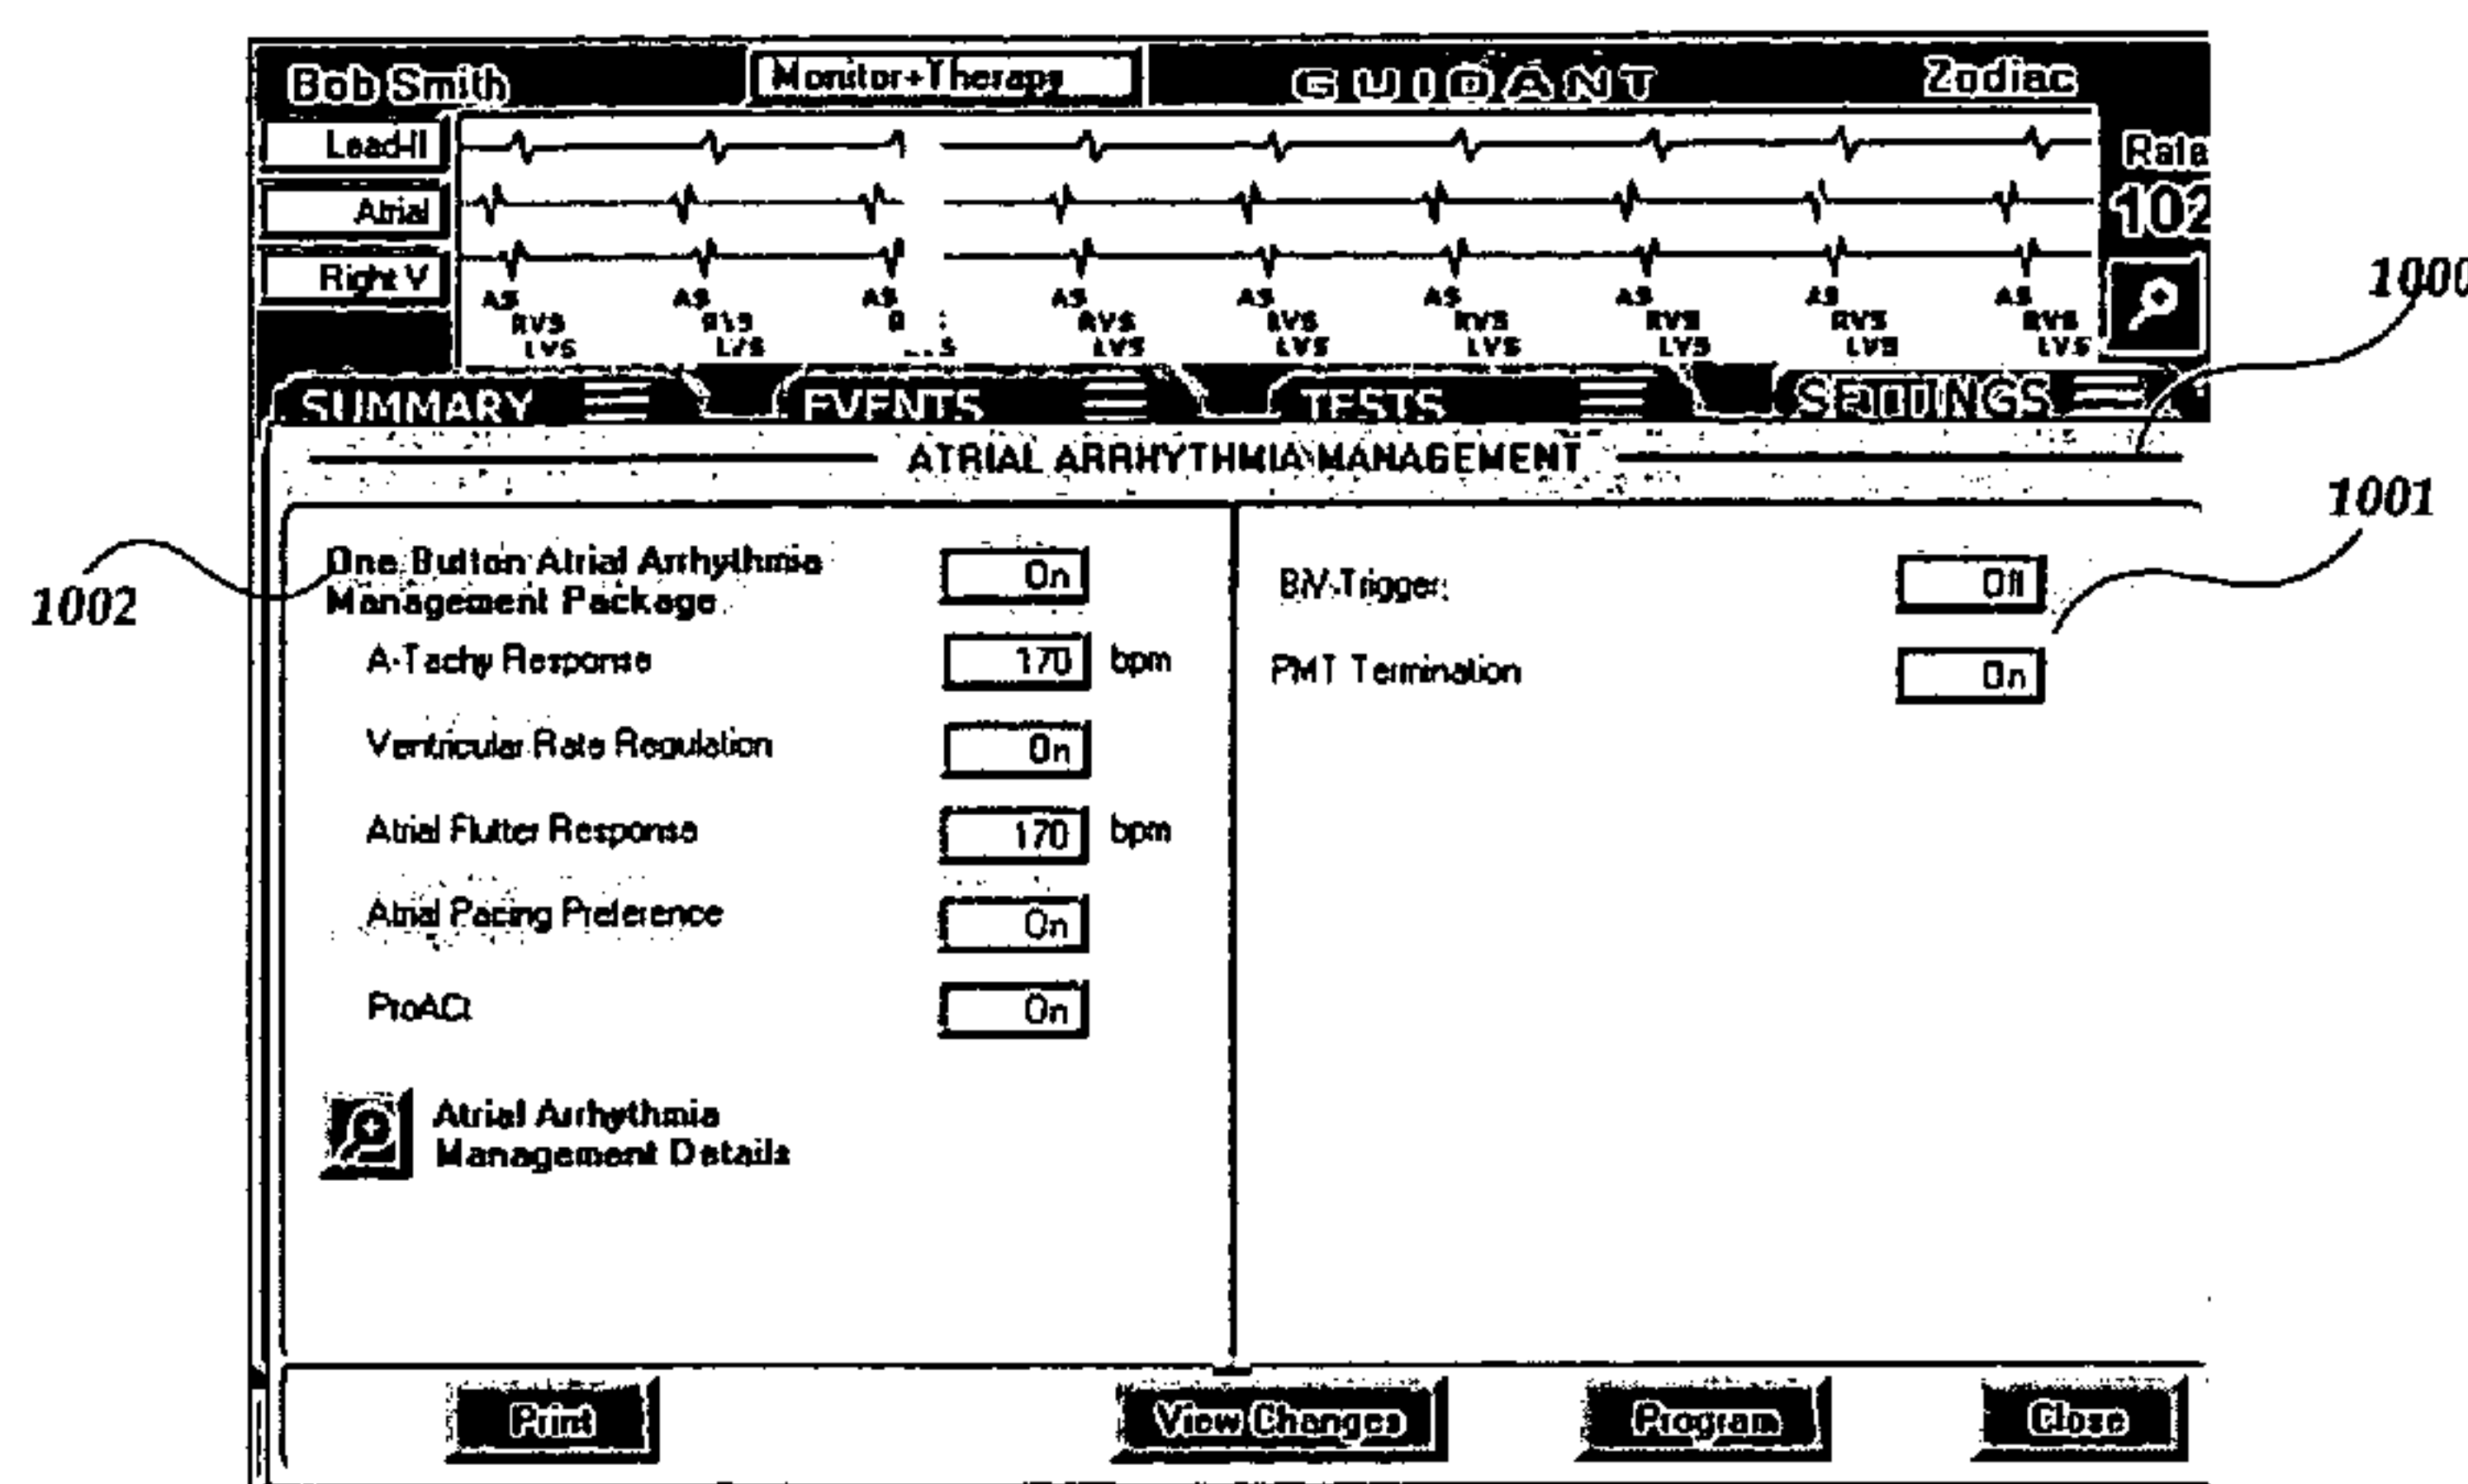 Bob Smith Monitor+Therapy GUIDANT Zodiac
Lead-II
Rate
Atrial
102
Right V
1000
AS AS AS AS AS AS AS AS AS
RVS RVS RVS RVS RVS RVS RVS
LVS LVS LVS LVS LVS LVS LVS LVS
SUMMARY EVENTS TESTS SETTINGS
ATRIAL ARRHYTHMIA MANAGEMENT
1001
One Button Atrial Arrhythmia
Management Package On
BiV-Trigger Off
1002
A-Tachy Response 170 bpm
PMT Termination On
Ventricular Rate Regulation On
Atrial Flutter Response 170 bpm
Atrial Pacing Preference On
ProACt On
Atrial Arrhythmia
Management Details
Print View Changes Program Close